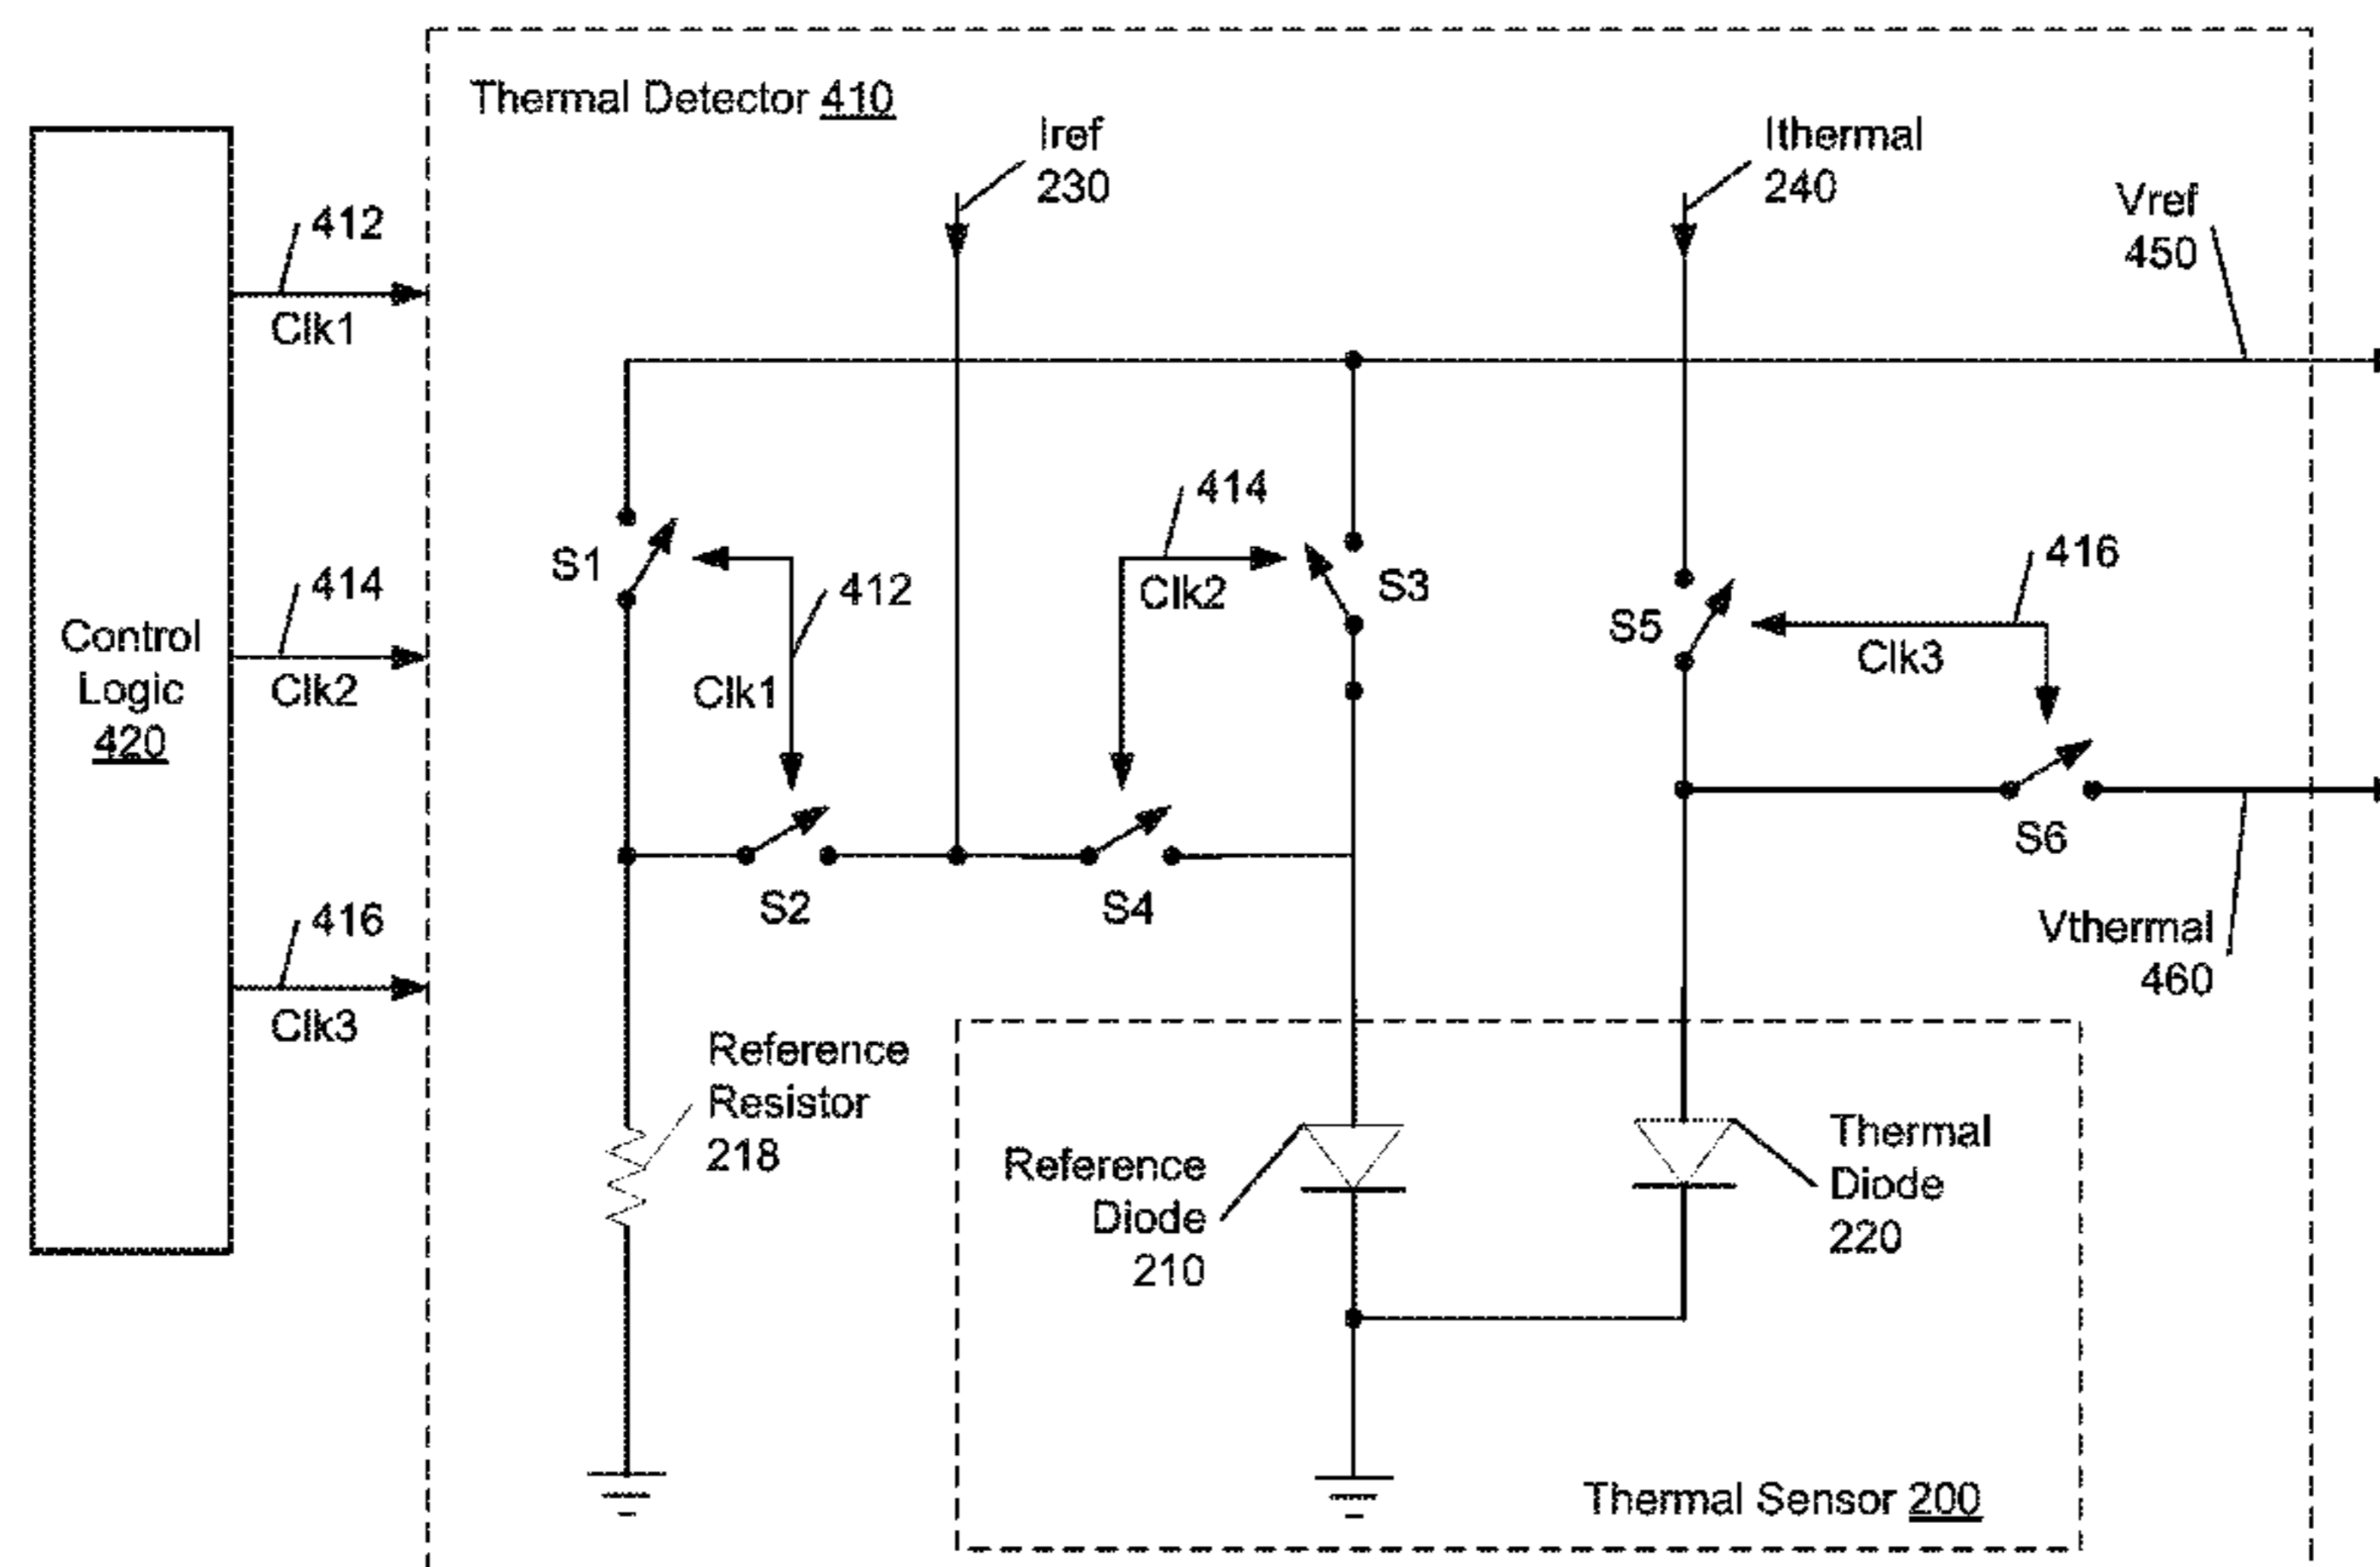 Thermal Detector 410
Iref
230
Ithermal
240
Vref
450
412
Clk1
414
Clk2
416
Clk3
Control
Logic
420
S1
412
Clk1
S2
414
Clk2
S3
S4
S5
416
Clk3
S6
Vthermal
460
Reference
Resistor
218
Reference
Diode
210
Thermal
Diode
220
Thermal Sensor 200